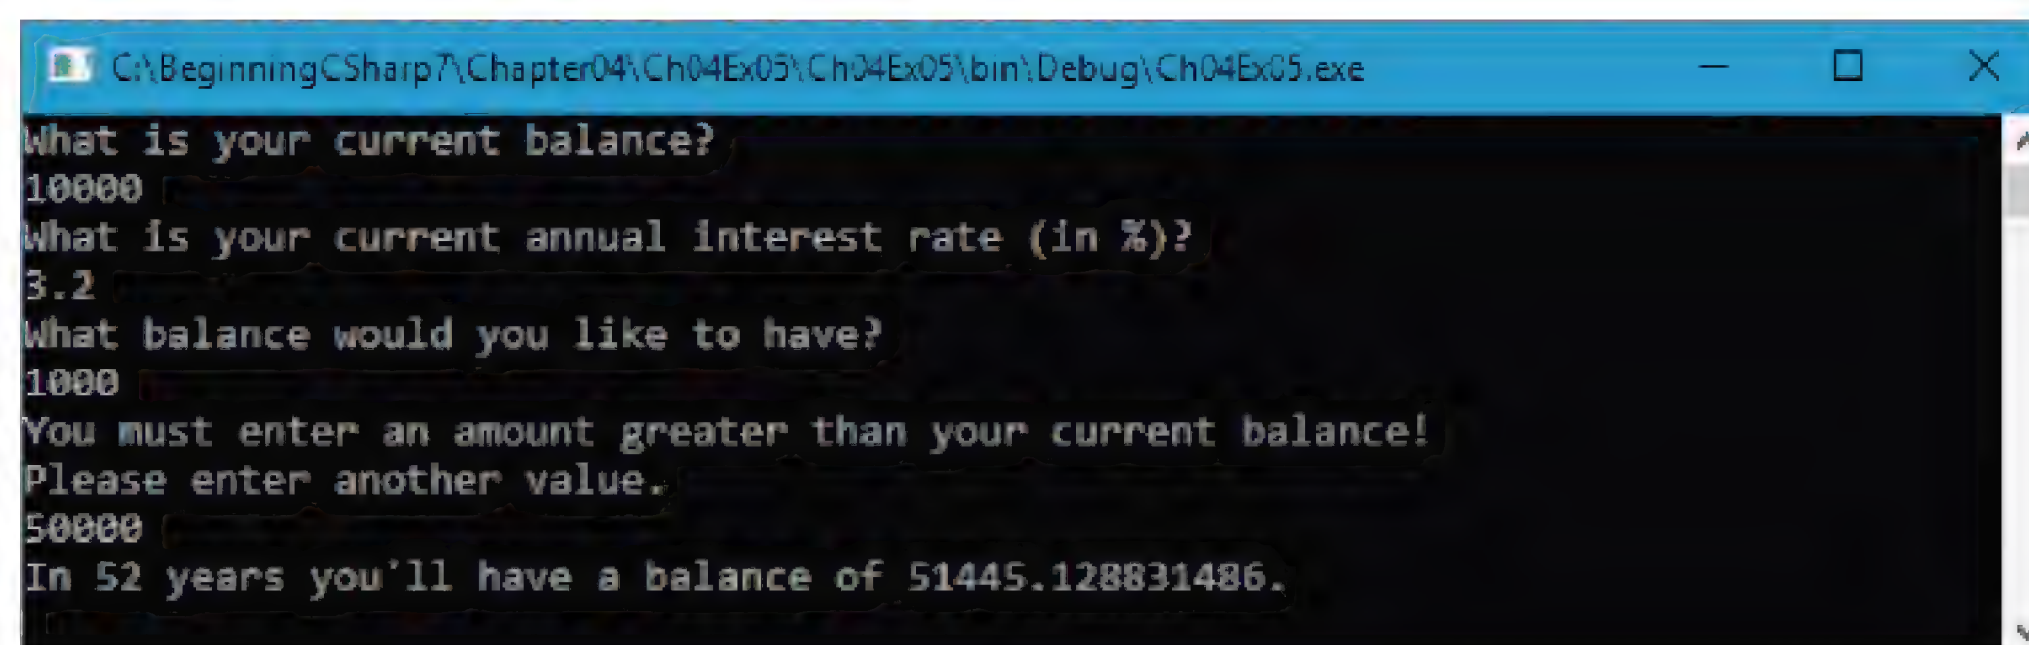 C:\BeginningCSharp7\Chapter04\Ch04Ex05\Ch04Ex05\bin\Debug\Ch04Ex05.exe
What is your current balance?
10000
What is your current annual interest rate (in %)?
3.2
What balance would you like to have?
1000
You must enter an amount greater than your current balance!
Please enter another value.
50000
In 52 years you'll have a balance of 51445.128831486.